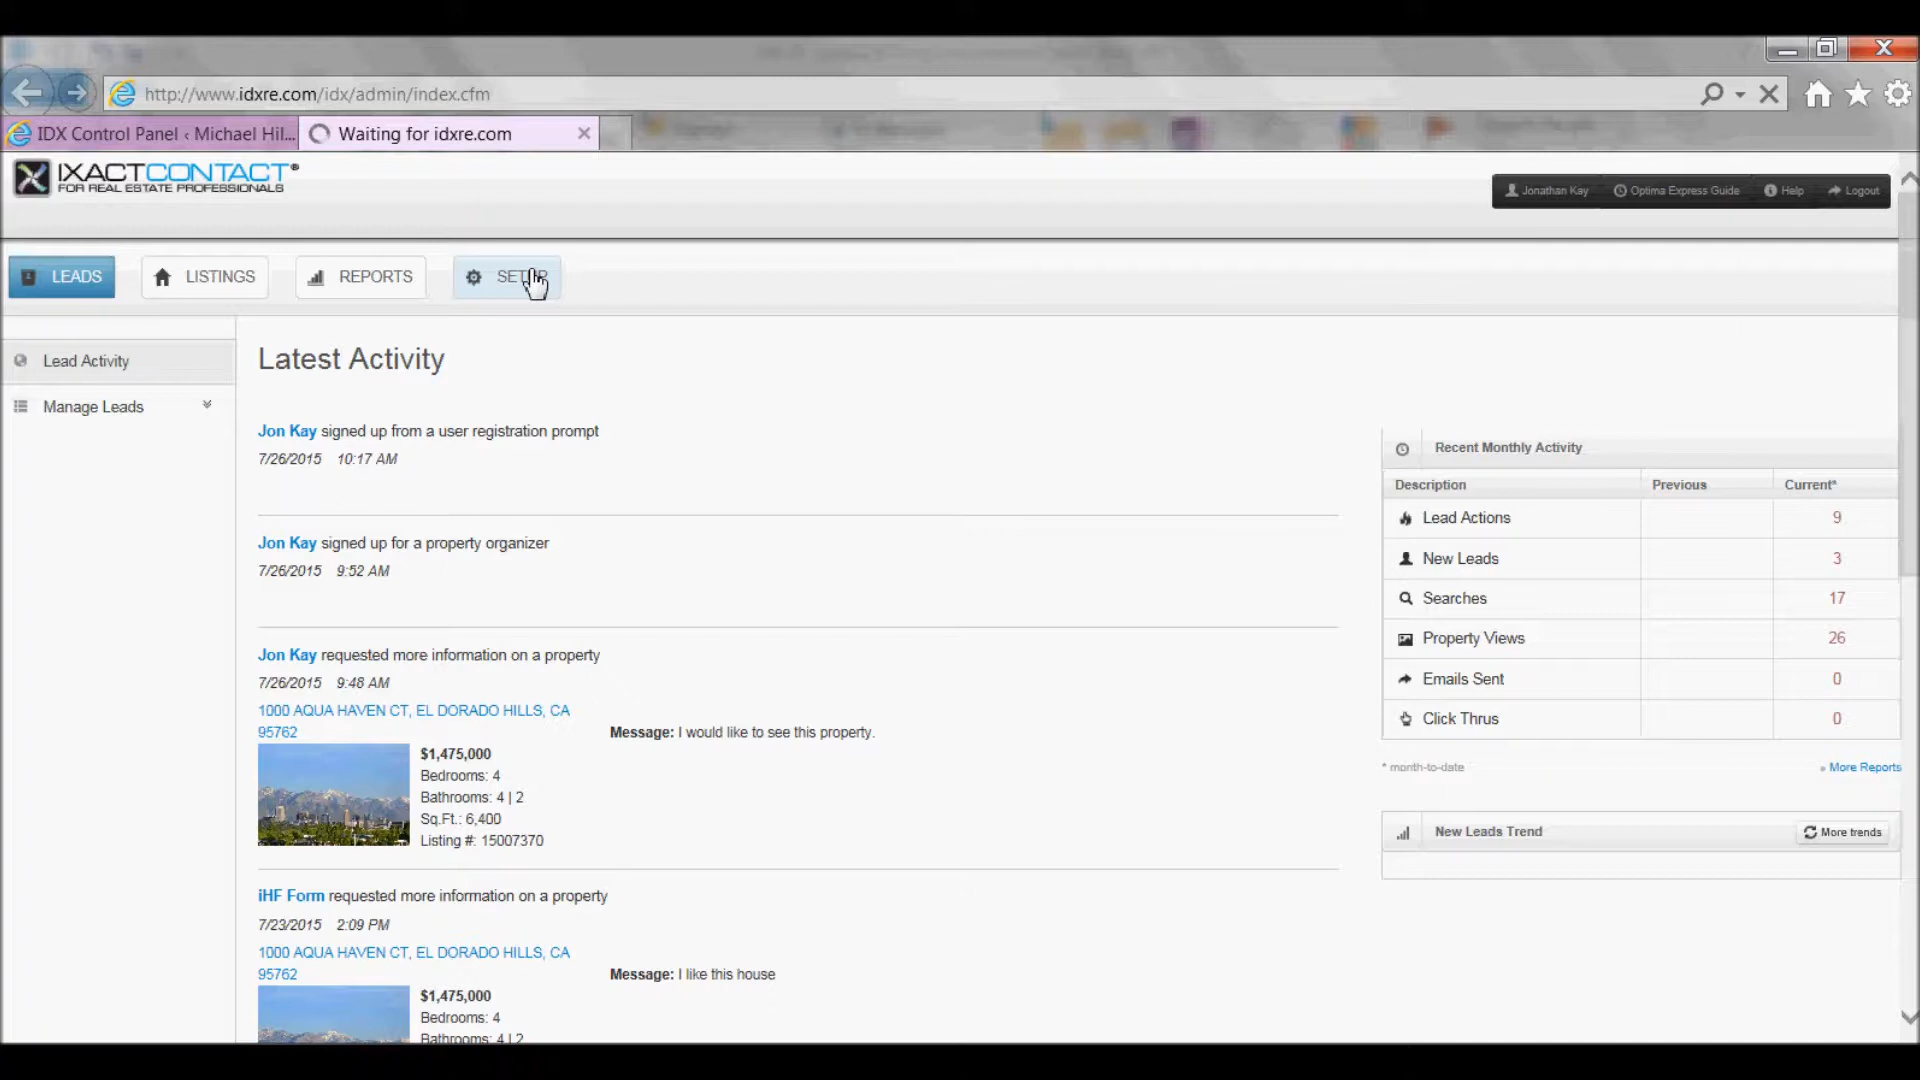 http://www.idxre.com/idx/admin/index.cfm
IDX Control Panel ‹ Michael Hil...
Waiting for idxre.com
IXACTCONTACT®
FOR REAL ESTATE PROFESSIONALS
Jonathan Kay
Optima Express Guide
Help
Logout
LEADS
LISTINGS
REPORTS
SETUP
Lead Activity
Manage Leads
Latest Activity
Jon Kay signed up from a user registration prompt
7/26/2015 10:17 AM
Jon Kay signed up for a property organizer
7/26/2015 9:52 AM
Jon Kay requested more information on a property
7/26/2015 9:48 AM
1000 AQUA HAVEN CT, EL DORADO HILLS, CA
95762
Message: I would like to see this property.
$1,475,000
Bedrooms: 4
Bathrooms: 4 | 2
Sq.Ft.: 6,400
Listing #: 15007370
iHF Form requested more information on a property
7/23/2015 2:09 PM
1000 AQUA HAVEN CT, EL DORADO HILLS, CA
95762
Message: I like this house
$1,475,000
Bedrooms: 4
Bathrooms: 4 | 2
Recent Monthly Activity
Description Previous Current*
Lead Actions 9
New Leads 3
Searches 17
Property Views 26
Emails Sent 0
Click Thrus 0
* month-to-date
» More Reports
New Leads Trend
More trends